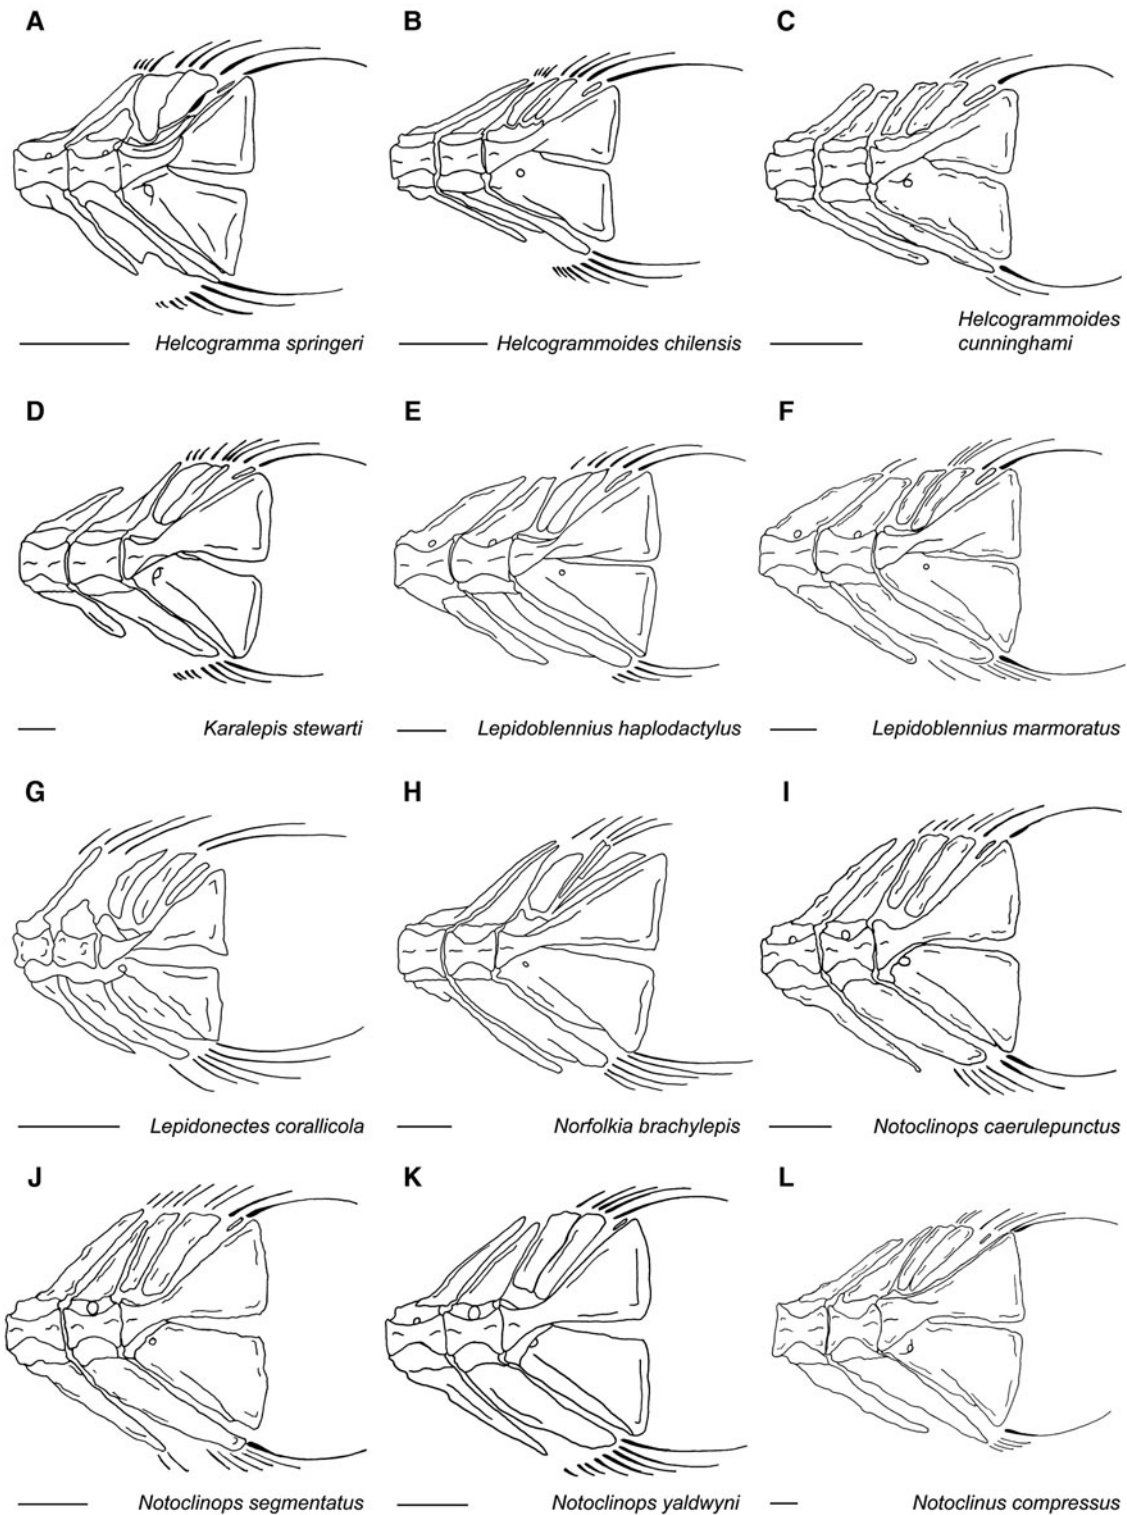 A
B
C
Helcogramma springeri
Helcogrammoides chilensis
Helcogrammoides
cunninghami
D
E
F
Karalepis stewarti
Lepidoblennius haplodactylus
Lepidoblennius marmoratus
G
H
I
Lepidonectes corallicola
Norfolkia brachylepis
Notoclinops caerulepunctus
J
K
L
Notoclinops segmentatus
Notoclinops yaldwyni
Notoclinus compressus